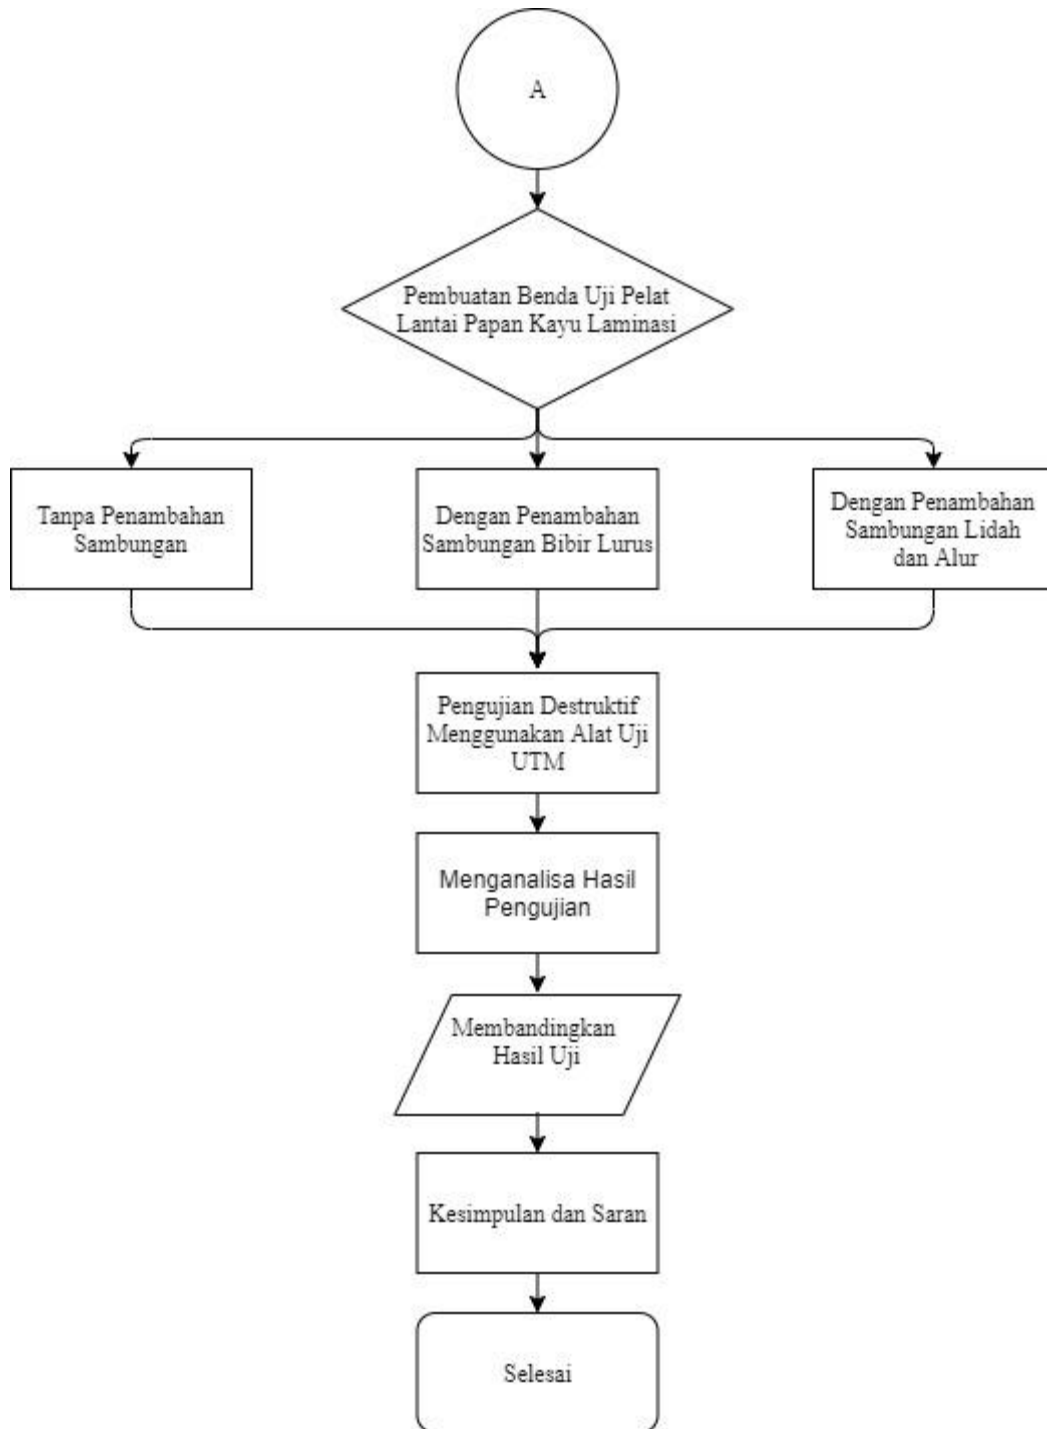 A
Pembuatan Benda Uji Pelat
Lantai Papan Kayu Laminasi
Tanpa Penambahan
Sambungan
Dengan Penambahan
Sambungan Bibir Lurus
Dengan Penambahan
Sambungan Lidah
dan Alur
Pengujian Destruktif
Menggunakan Alat Uji
UTM
Menganalisa Hasil
Pengujian
Membandingkan
Hasil Uji
Kesimpulan dan Saran
Selesai